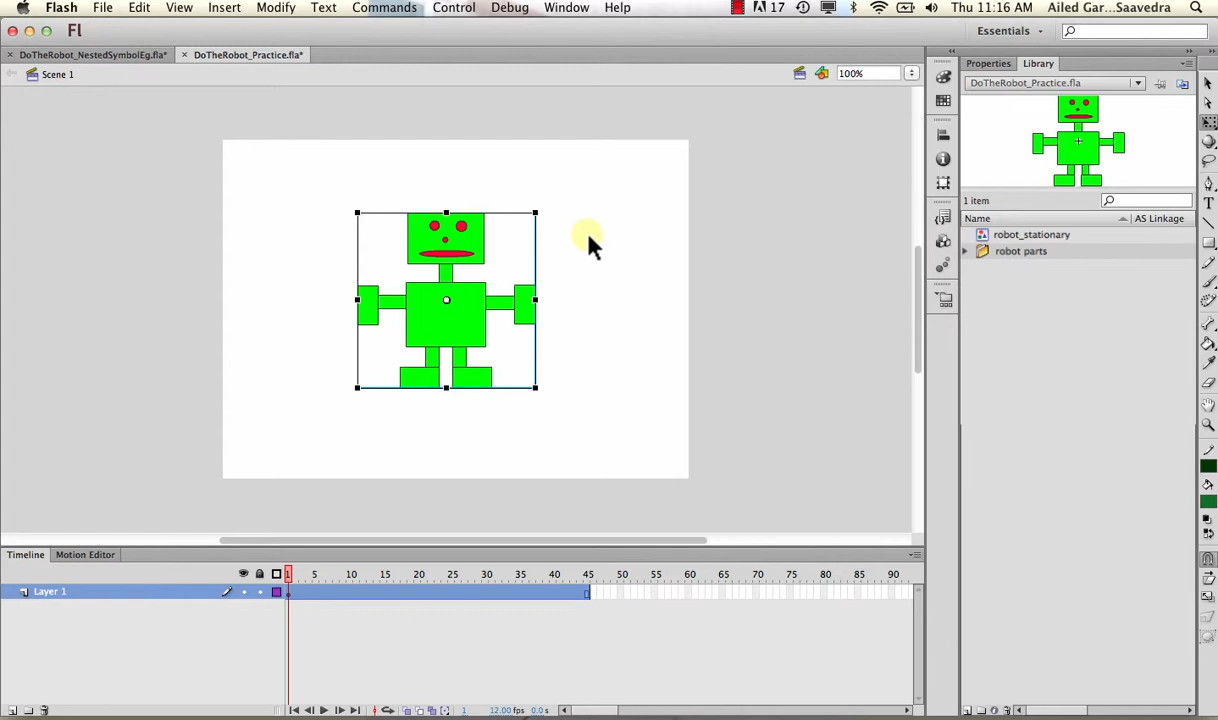 Flash File Edit View Insert Modify Text Commands Control Debug Window Help 17 Thu 11:16 AM Ailed Gar...Saavedra
Fl Essentials
× DoTheRobot_NestedSymbolEg.fla* × DoTheRobot_Practice.fla*
Scene 1 100%
Properties Library
DoTheRobot_Practice.fla
1 item
Name AS Linkage
robot_stationary
robot parts
Timeline Motion Editor
1 5 10 15 20 25 30 35 40 45 50 55 60 65 70 75 80 85 90
Layer 1
1 12.00 fps 0.0 s